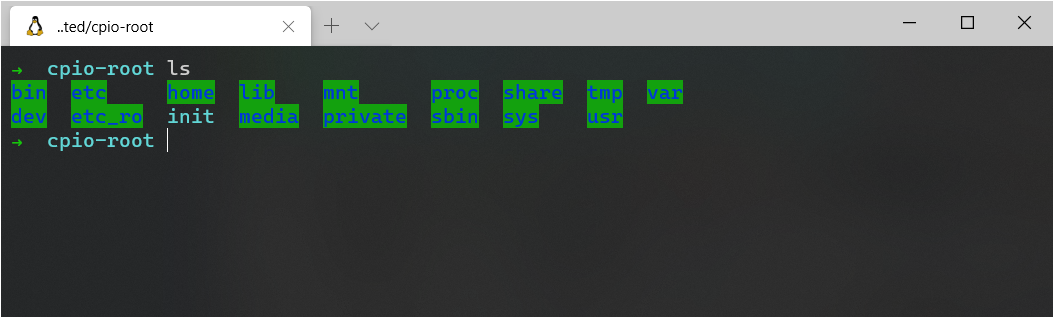 ..ted/cpio-root
→ cpio-root ls
bin etc home lib mnt proc share tmp var
dev etc_ro init media private sbin sys usr
→ cpio-root